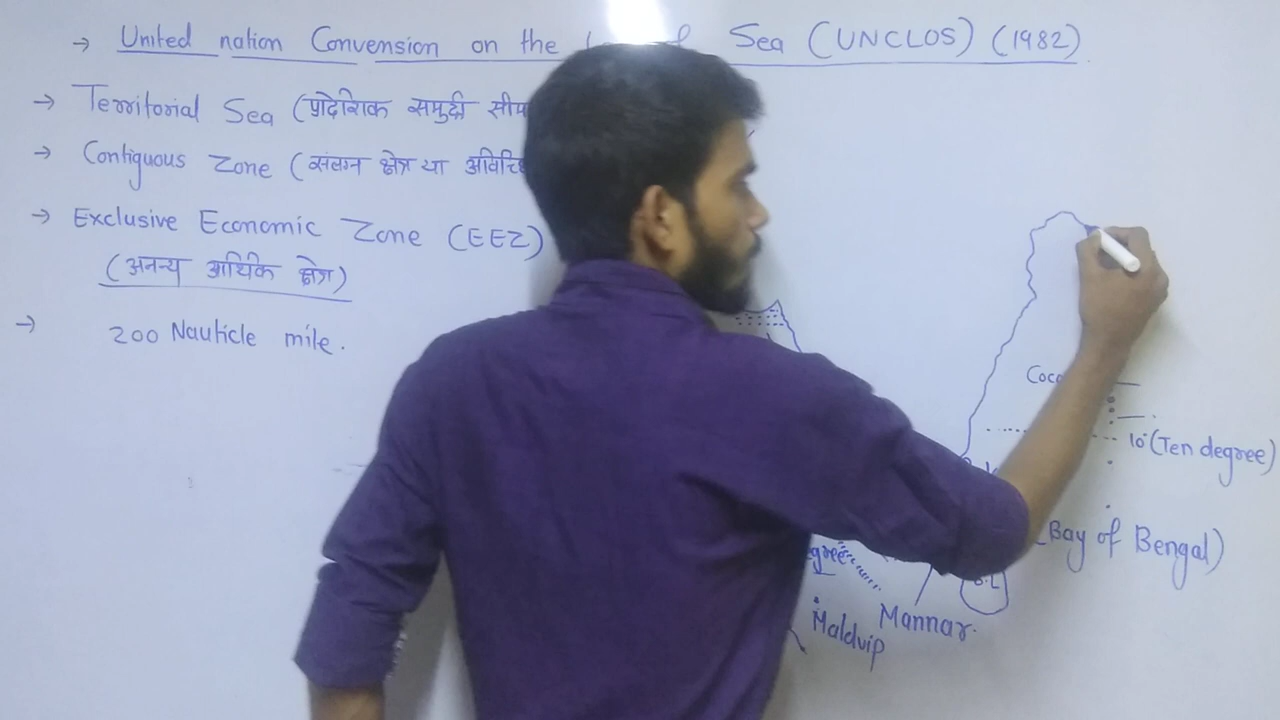 → United nation Convension on the Sea (UNCLOS) (1982)
→ Territorial Sea (प्रादेशिक समुद्री
→ Contiguous Zone (संलग्न क्षेत्र या
→ Exclusive Economic Zone (EEZ)
(अनन्य आर्थिक क्षेत्र)
→ 200 Nauticle mile.
10° (Ten degree)
Bay of Bengal)
Maldvip
Mannar